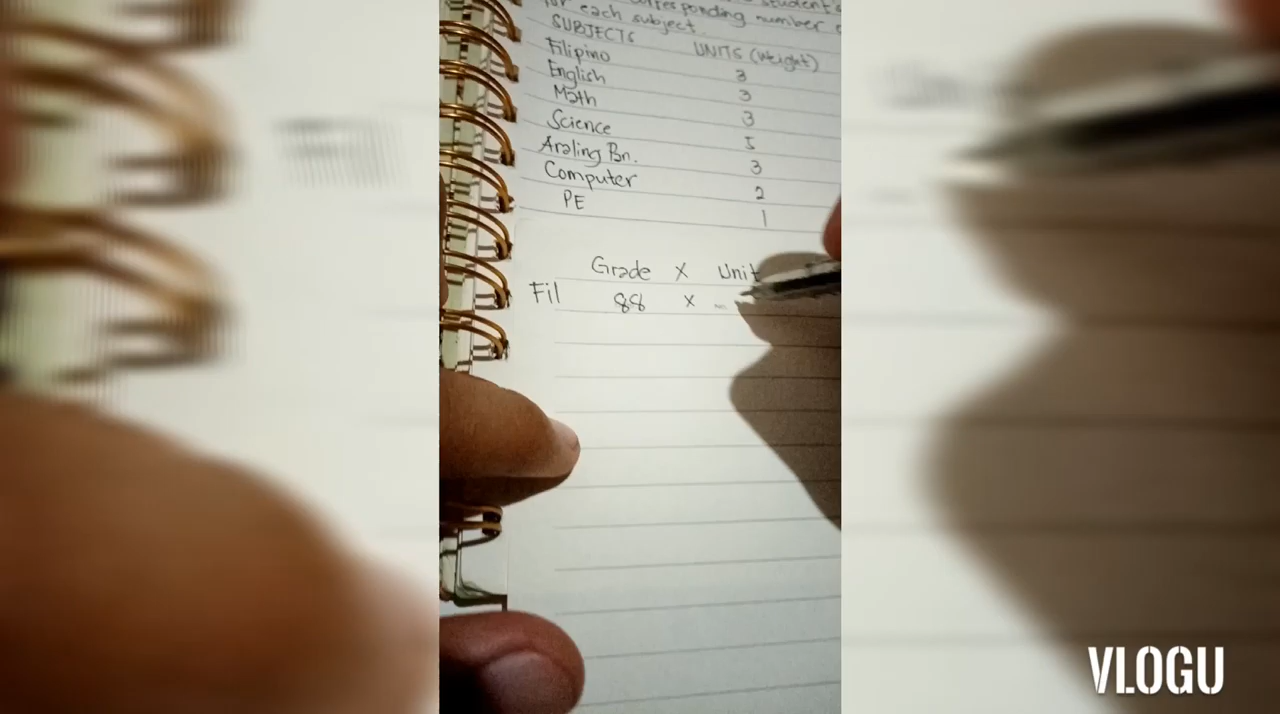 student's
corresponding number
for each subject.
SUBJECTS UNITS (weight)
Filipino 3
English 3
Math 3
Science 5
Araling Pn. 3
Computer 2
PE 1
Grade X Unit
Fil 88 X
VLOGU